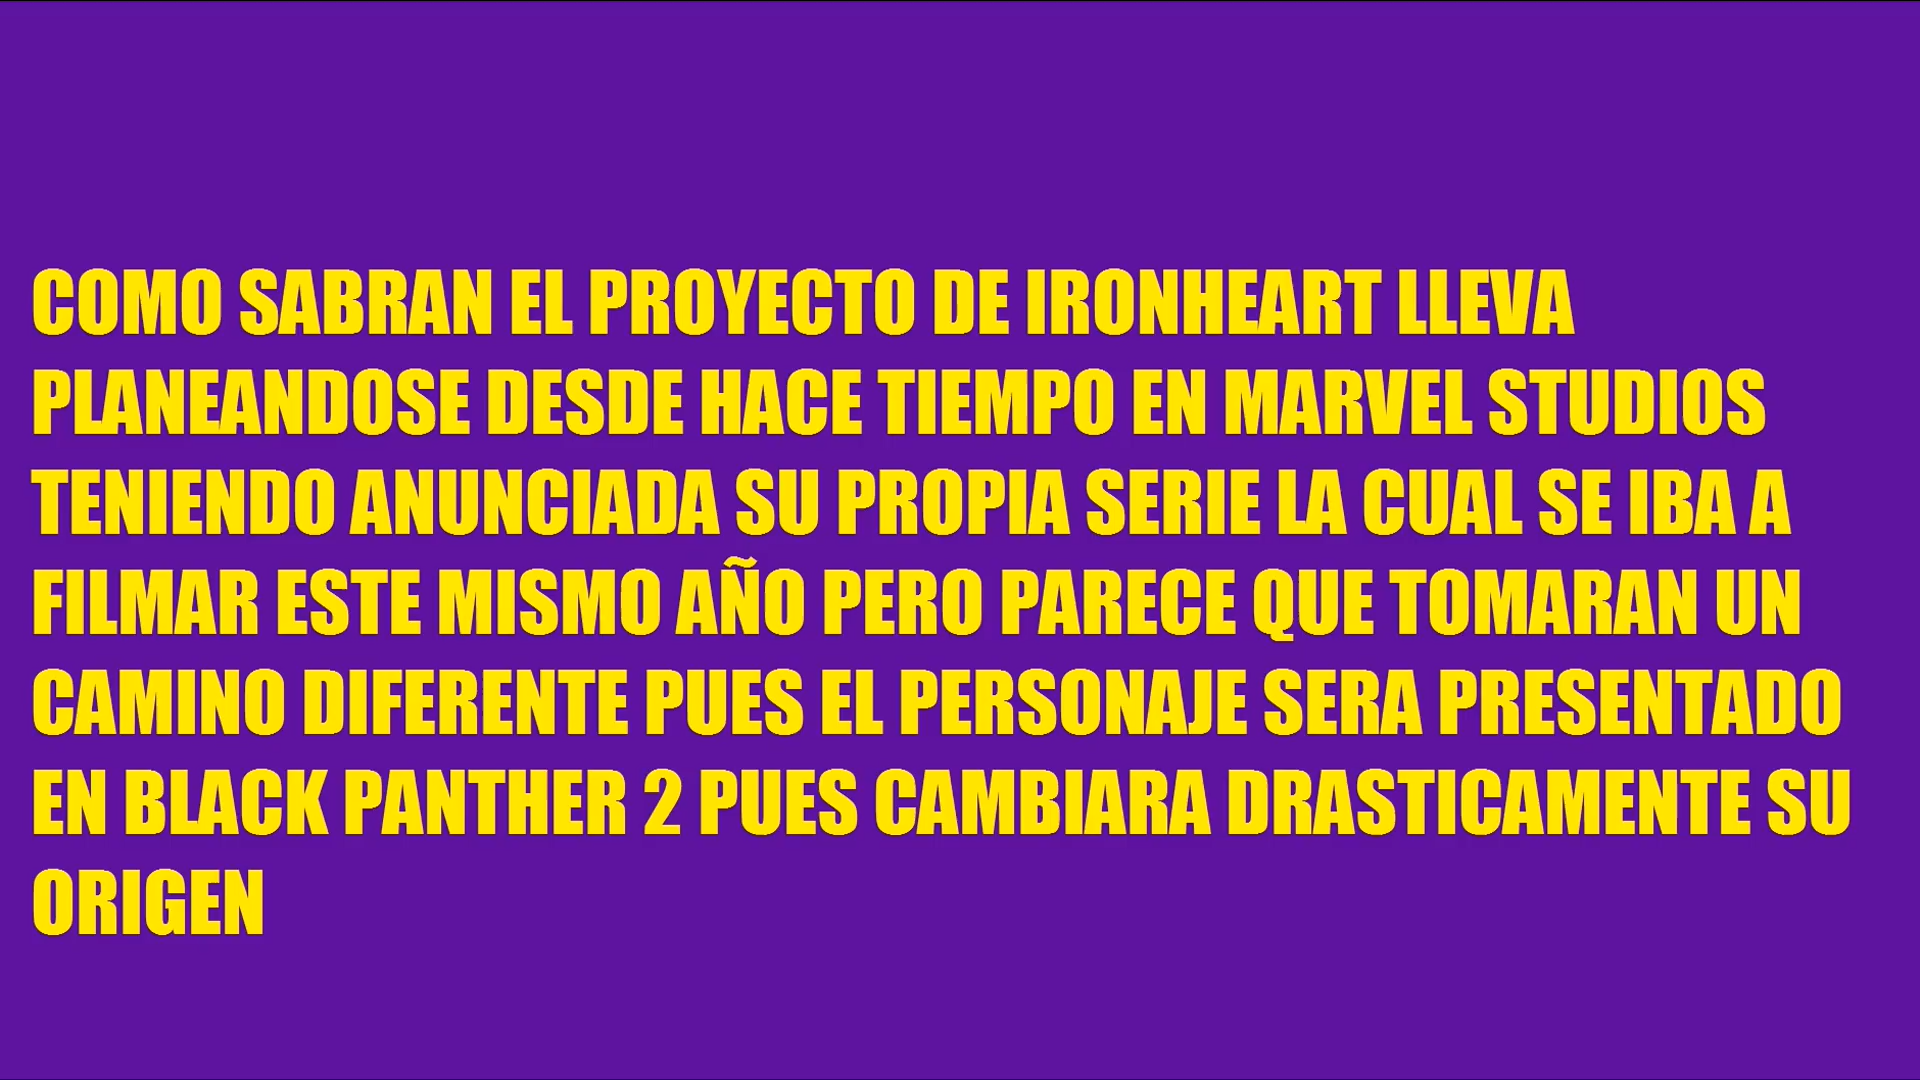 COMO SABRAN EL PROYECTO DE IRONHEART LLEVA
PLANEANDOSE DESDE HACE TIEMPO EN MARVEL STUDIOS
TENIENDO ANUNCIADA SU PROPIA SERIE LA CUAL SE IBA A
FILMAR ESTE MISMO AÑO PERO PARECE QUE TOMARAN UN
CAMINO DIFERENTE PUES EL PERSONAJE SERA PRESENTADO
EN BLACK PANTHER 2 PUES CAMBIARA DRASTICAMENTE SU
ORIGEN